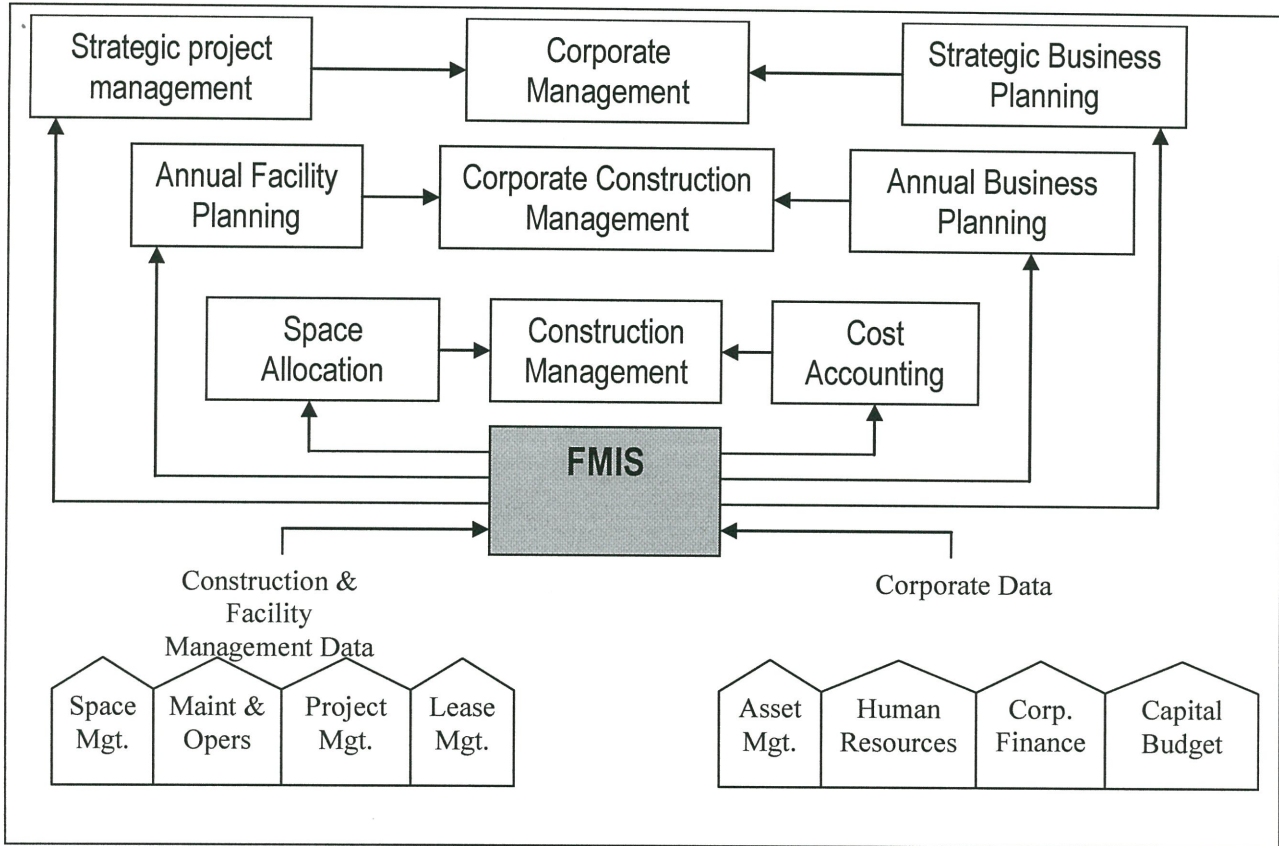 Strategic project
management
Corporate
Management
Strategic Business
Planning
Annual Facility
Planning
Corporate Construction
Management
Annual Business
Planning
Space
Allocation
Construction
Management
Cost
Accounting
FMIS
Construction &
Facility
Management Data
Corporate Data
Space
Mgt.
Maint &
Opers
Project
Mgt.
Lease
Mgt.
Asset
Mgt.
Human
Resources
Corp.
Finance
Capital
Budget